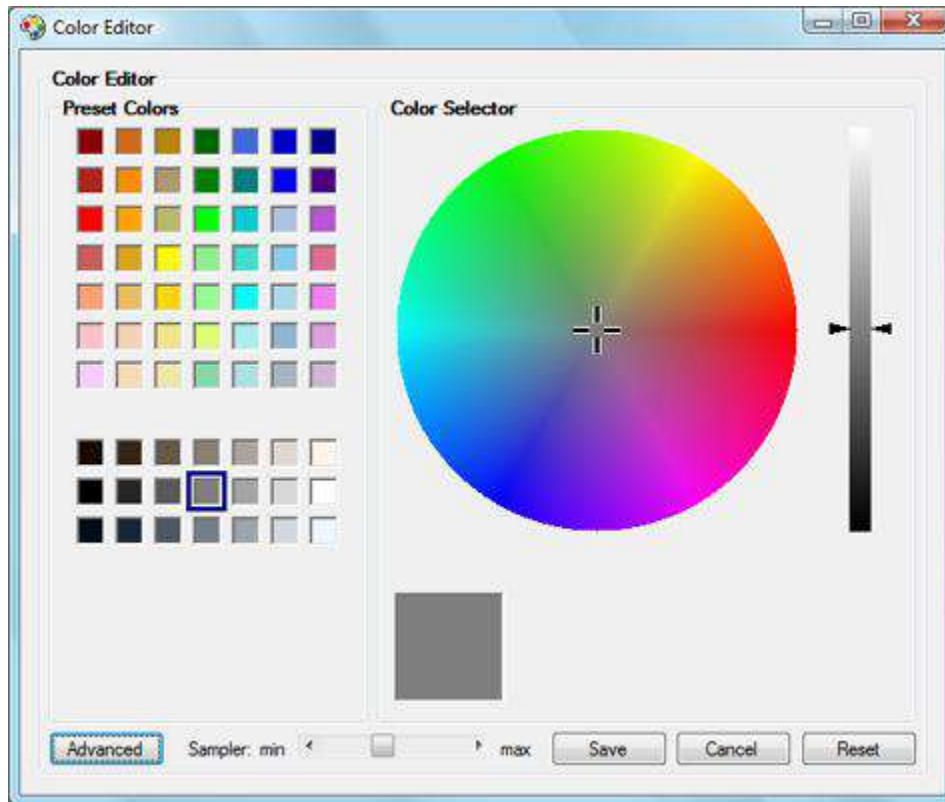 Color Editor
Color Editor
Preset Colors
Color Selector
Advanced Sampler: min max Save Cancel Reset